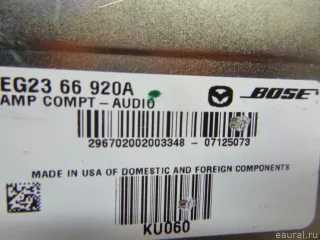 EG23 66 920A
AMP COMPT-AUDIO
BOSE
296702002003348 - 07125073
MADE IN USA OF DOMESTIC AND FOREIGN COMPONENTS
KU060
eaural.ru